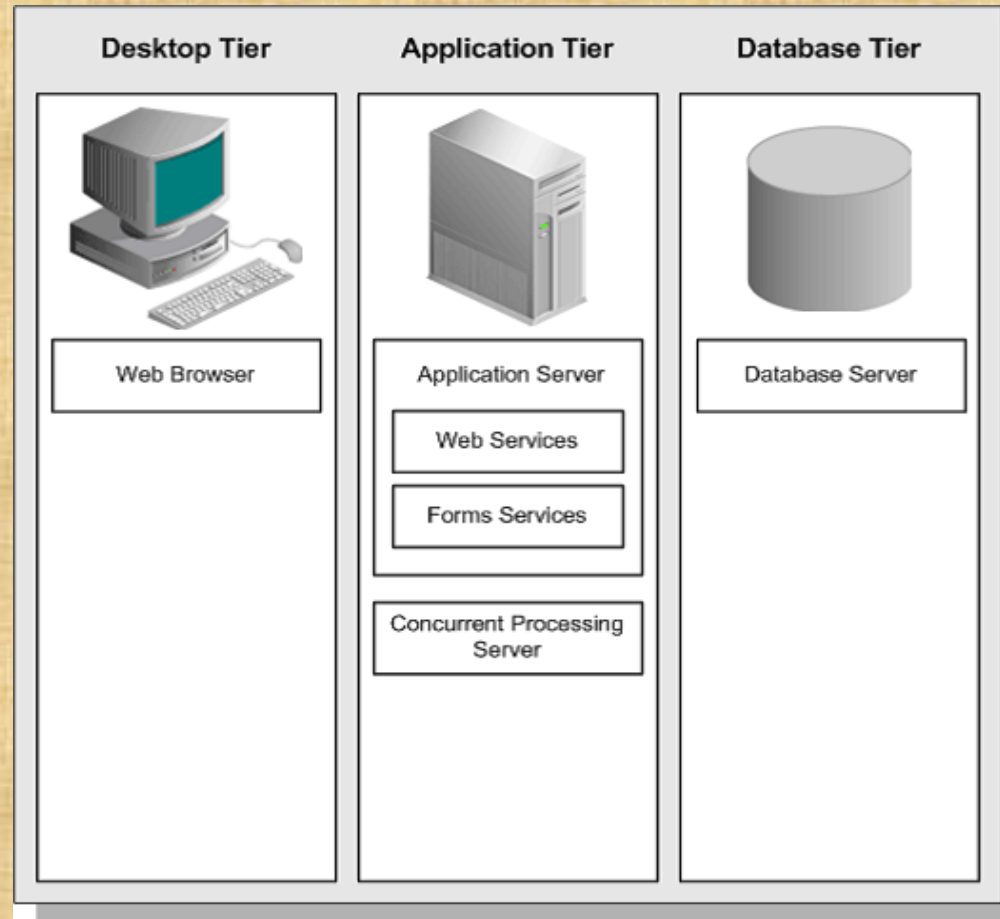 Desktop Tier
Application Tier
Database Tier
Web Browser
Application Server
Web Services
Forms Services
Concurrent Processing
Server
Database Server